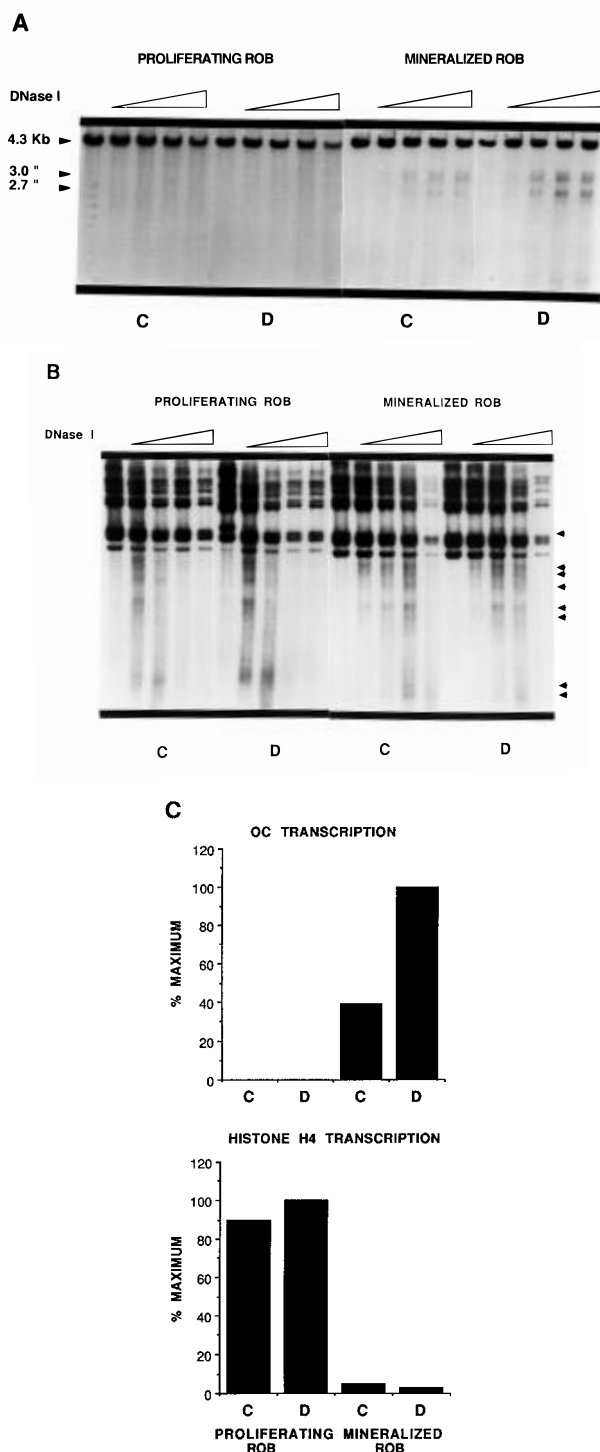 A
PROLIFERATING ROB MINERALIZED ROB
DNase I
4.3 Kb
3.0 "
2.7 "
C D C D
B
PROLIFERATING ROB MINERALIZED ROB
DNase I
C D C D
C
OC TRANSCRIPTION
120
100
80
60
40
20
0
% MAXIMUM
C D C D
HISTONE H4 TRANSCRIPTION
120
100
80
60
40
20
0
% MAXIMUM
C D C D
PROLIFERATING MINERALIZED
ROB ROB